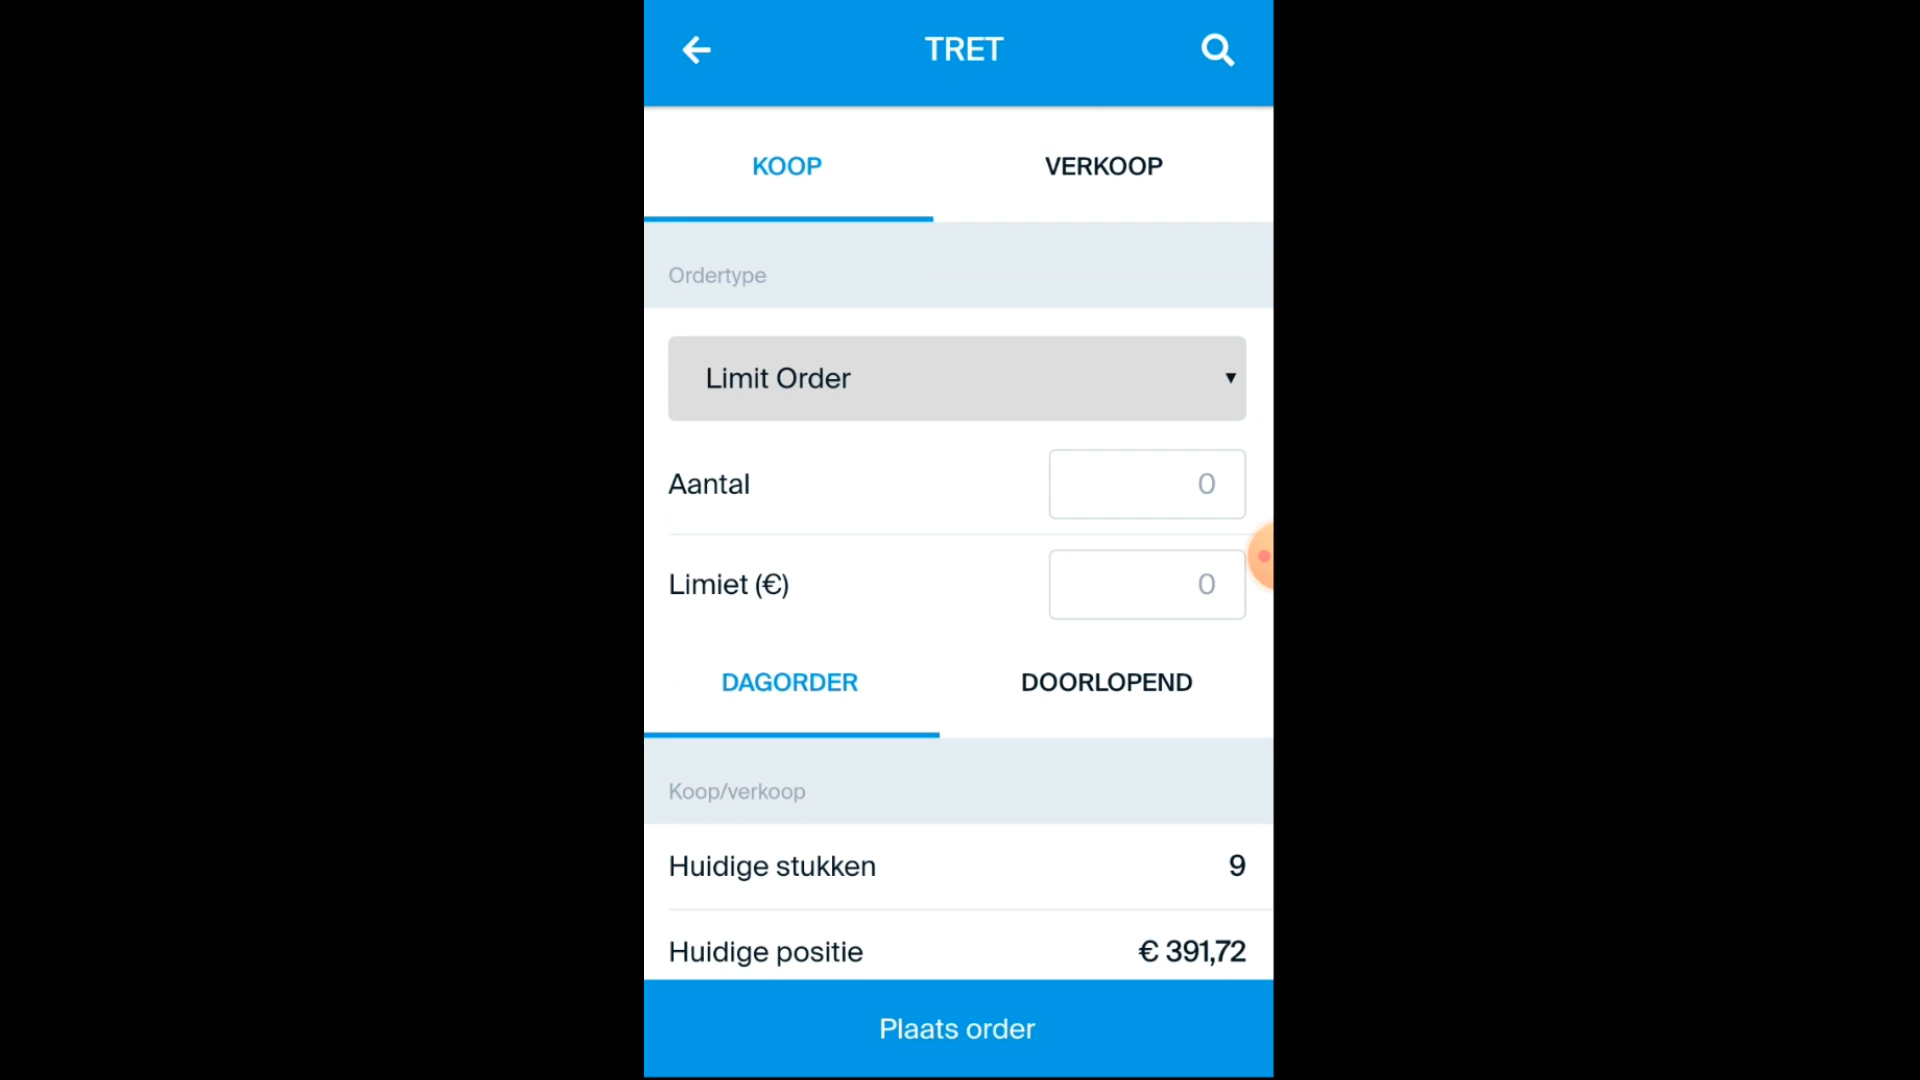 TRET
KOOP
VERKOOP
Ordertype
Limit Order
Aantal
0
Limiet (€)
0
DAGORDER
DOORLOPEND
Koop/verkoop
Huidige stukken
9
Huidige positie
€ 391,72
Plaats order